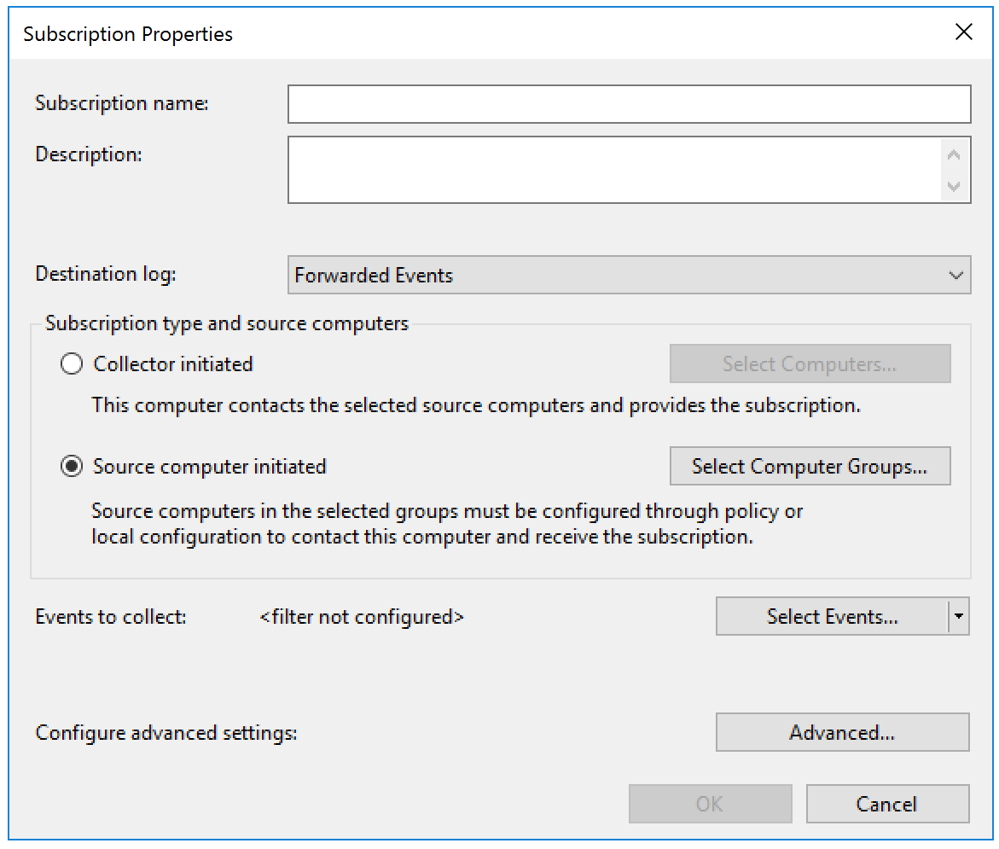 Subscription Properties
Subscription name:
Description:
Destination log:
Forwarded Events
Subscription type and source computers
Collector initiated
Select Computers...
This computer contacts the selected source computers and provides the subscription.
Source computer initiated
Select Computer Groups...
Source computers in the selected groups must be configured through policy or
local configuration to contact this computer and receive the subscription.
Events to collect:
<filter not configured>
Select Events...
Configure advanced settings:
Advanced...
OK
Cancel